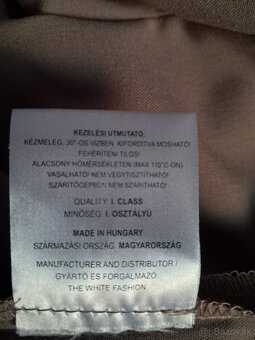 KEZELÉSI ÚTMUTATÓ:
KÉZMELEG, 30°-OS VÍZBEN, KIFORDÍTVA MOSHATÓ!
FEHÉRÍTENI TILOS!
ALACSONY HŐMÉRSÉKLETEN (MAX 110°C-ON)
VASALHATÓ! NEM VEGYTISZTÍTHATÓ!
SZÁRÍTÓGÉPBEN NEM SZÁRÍTHATÓ!
QUALITY: I. CLASS
MINŐSÉG: I. OSZTÁLYÚ
MADE IN HUNGARY
SZÁRMAZÁSI ORSZÁG: MAGYARORSZÁG
MANUFACTURER AND DISTRIBUTOR /
GYÁRTÓ ÉS FORGALMAZÓ:
THE WHITE FASHION
bazos.sk